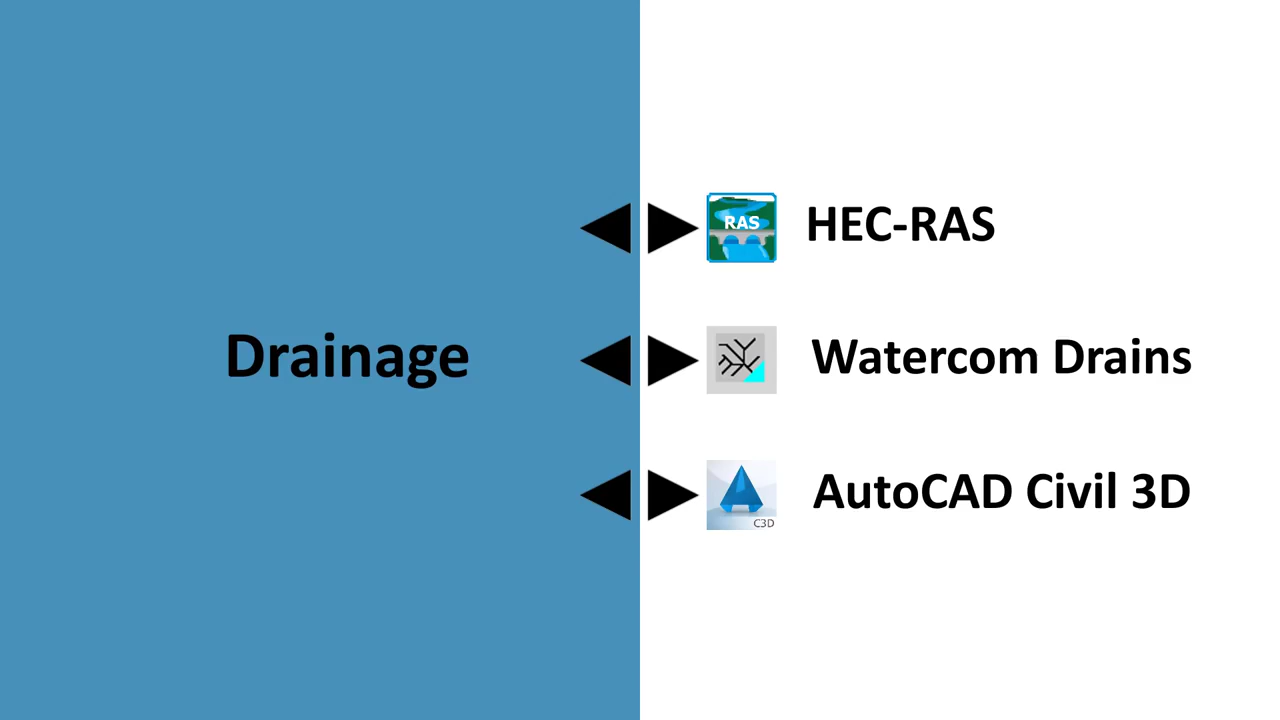 Drainage
RAS
HEC-RAS
Watercom Drains
C3D
AutoCAD Civil 3D